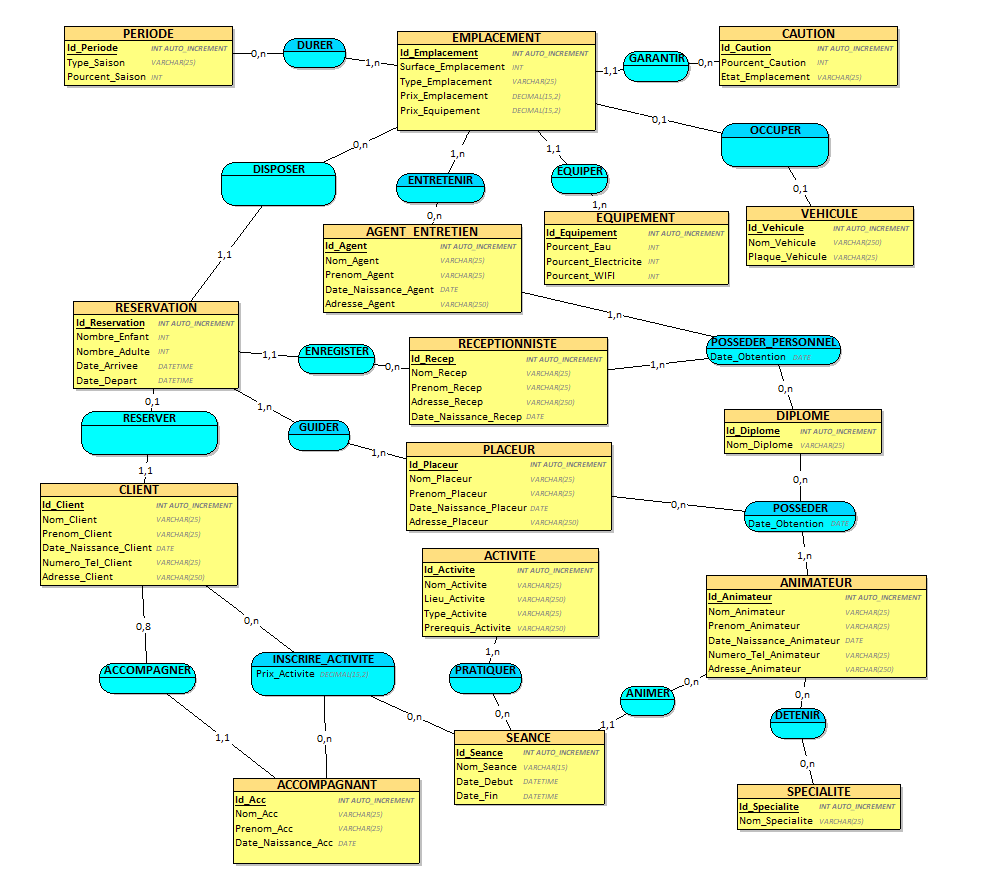 PERIODE
Id_Periode INT AUTO_INCREMENT
Type_Saison VARCHAR(25)
Pourcent_Saison INT
0,n
DURER
1,n
EMPLACEMENT
Id_Emplacement INT AUTO_INCREMENT
Surface_Emplacement INT
Type_Emplacement VARCHAR(25)
Prix_Emplacement DECIMAL(15,2)
Prix_Equipement DECIMAL(15,2)
1,1
GARANTIR
0,n
CAUTION
Id_Caution INT AUTO_INCREMENT
Pourcent_Caution INT
Etat_Emplacement VARCHAR(25)
0,1
OCCUPER
0,1
VEHICULE
Id_Vehicule INT AUTO_INCREMENT
Nom_Vehicule VARCHAR(250)
Plaque_Vehicule VARCHAR(25)
0,n
DISPOSER
1,1
1,n
ENTRETENIR
0,n
1,1
EQUIPER
1,n
EQUIPEMENT
Id_Equipement INT AUTO_INCREMENT
Pourcent_Eau INT
Pourcent_Electricite INT
Pourcent_WIFI INT
AGENT_ENTRETIEN
Id_Agent INT AUTO_INCREMENT
Nom_Agent VARCHAR(25)
Prenom_Agent VARCHAR(25)
Date_Naissance_Agent DATE
Adresse_Agent VARCHAR(250)
1,n
RESERVATION
Id_Reservation INT AUTO_INCREMENT
Nombre_Enfant INT
Nombre_Adulte INT
Date_Arrivee DATETIME
Date_Depart DATETIME
1,1
ENREGISTER
0,n
RECEPTIONNISTE
Id_Recep INT AUTO_INCREMENT
Nom_Recep VARCHAR(25)
Prenom_Recep VARCHAR(25)
Adresse_Recep VARCHAR(250)
Date_Naissance_Recep DATE
1,n
POSSEDER_PERSONNEL
Date_Obtention DATE
0,n
DIPLOME
Id_Diplome INT AUTO_INCREMENT
Nom_Diplome VARCHAR(25)
0,n
0,1
RESERVER
1,1
1,n
GUIDER
1,n
PLACEUR
Id_Placeur INT AUTO_INCREMENT
Nom_Placeur VARCHAR(25)
Prenom_Placeur VARCHAR(25)
Date_Naissance_Placeur DATE
Adresse_Placeur VARCHAR(250)
0,n
POSSEDER
Date_Obtention DATE
1,n
CLIENT
Id_Client INT AUTO_INCREMENT
Nom_Client VARCHAR(25)
Prenom_Client VARCHAR(25)
Date_Naissance_Client DATE
Numero_Tel_Client VARCHAR(25)
Adresse_Client VARCHAR(250)
ACTIVITE
Id_Activite INT AUTO_INCREMENT
Nom_Activite VARCHAR(25)
Lieu_Activite VARCHAR(250)
Type_Activite VARCHAR(25)
Prerequis_Activite VARCHAR(250)
ANIMATEUR
Id_Animateur INT AUTO_INCREMENT
Nom_Animateur VARCHAR(25)
Prenom_Animateur VARCHAR(25)
Date_Naissance_Animateur DATE
Numero_Tel_Animateur VARCHAR(25)
Adresse_Animateur VARCHAR(250)
0,8
ACCOMPAGNER
1,1
0,n
INSCRIRE_ACTIVITE
Prix_Activite DECIMAL(15,2)
0,n
0,n
1,n
PRATIQUER
0,n
0,n
ANIMER
1,1
0,n
DETENIR
0,n
SEANCE
Id_Seance INT AUTO_INCREMENT
Nom_Seance VARCHAR(15)
Date_Debut DATETIME
Date_Fin DATETIME
ACCOMPAGNANT
Id_Acc INT AUTO_INCREMENT
Nom_Acc VARCHAR(25)
Prenom_Acc VARCHAR(25)
Date_Naissance_Acc DATE
SPECIALITE
Id_Specialite INT AUTO_INCREMENT
Nom_Specialite VARCHAR(25)